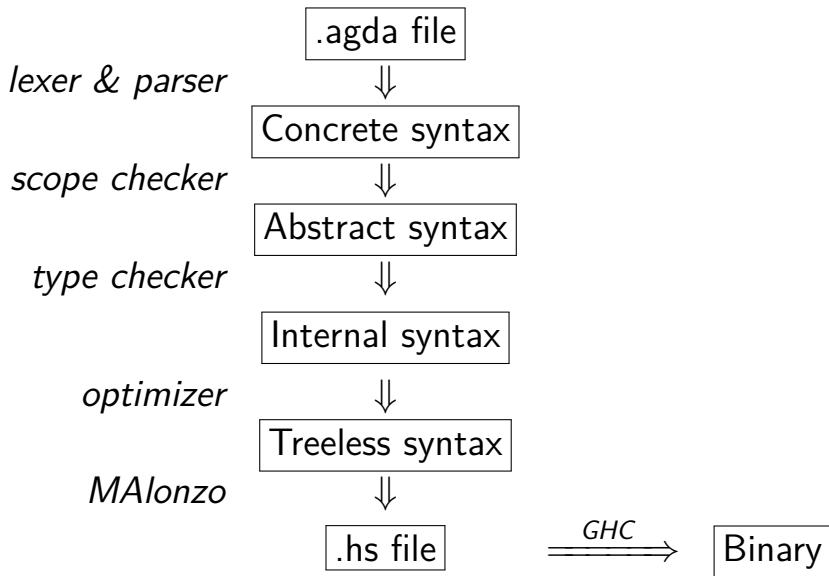 .agda file
lexer & parser
Concrete syntax
scope checker
Abstract syntax
type checker
Internal syntax
optimizer
Treeless syntax
MAlonzo
.hs file GHC Binary